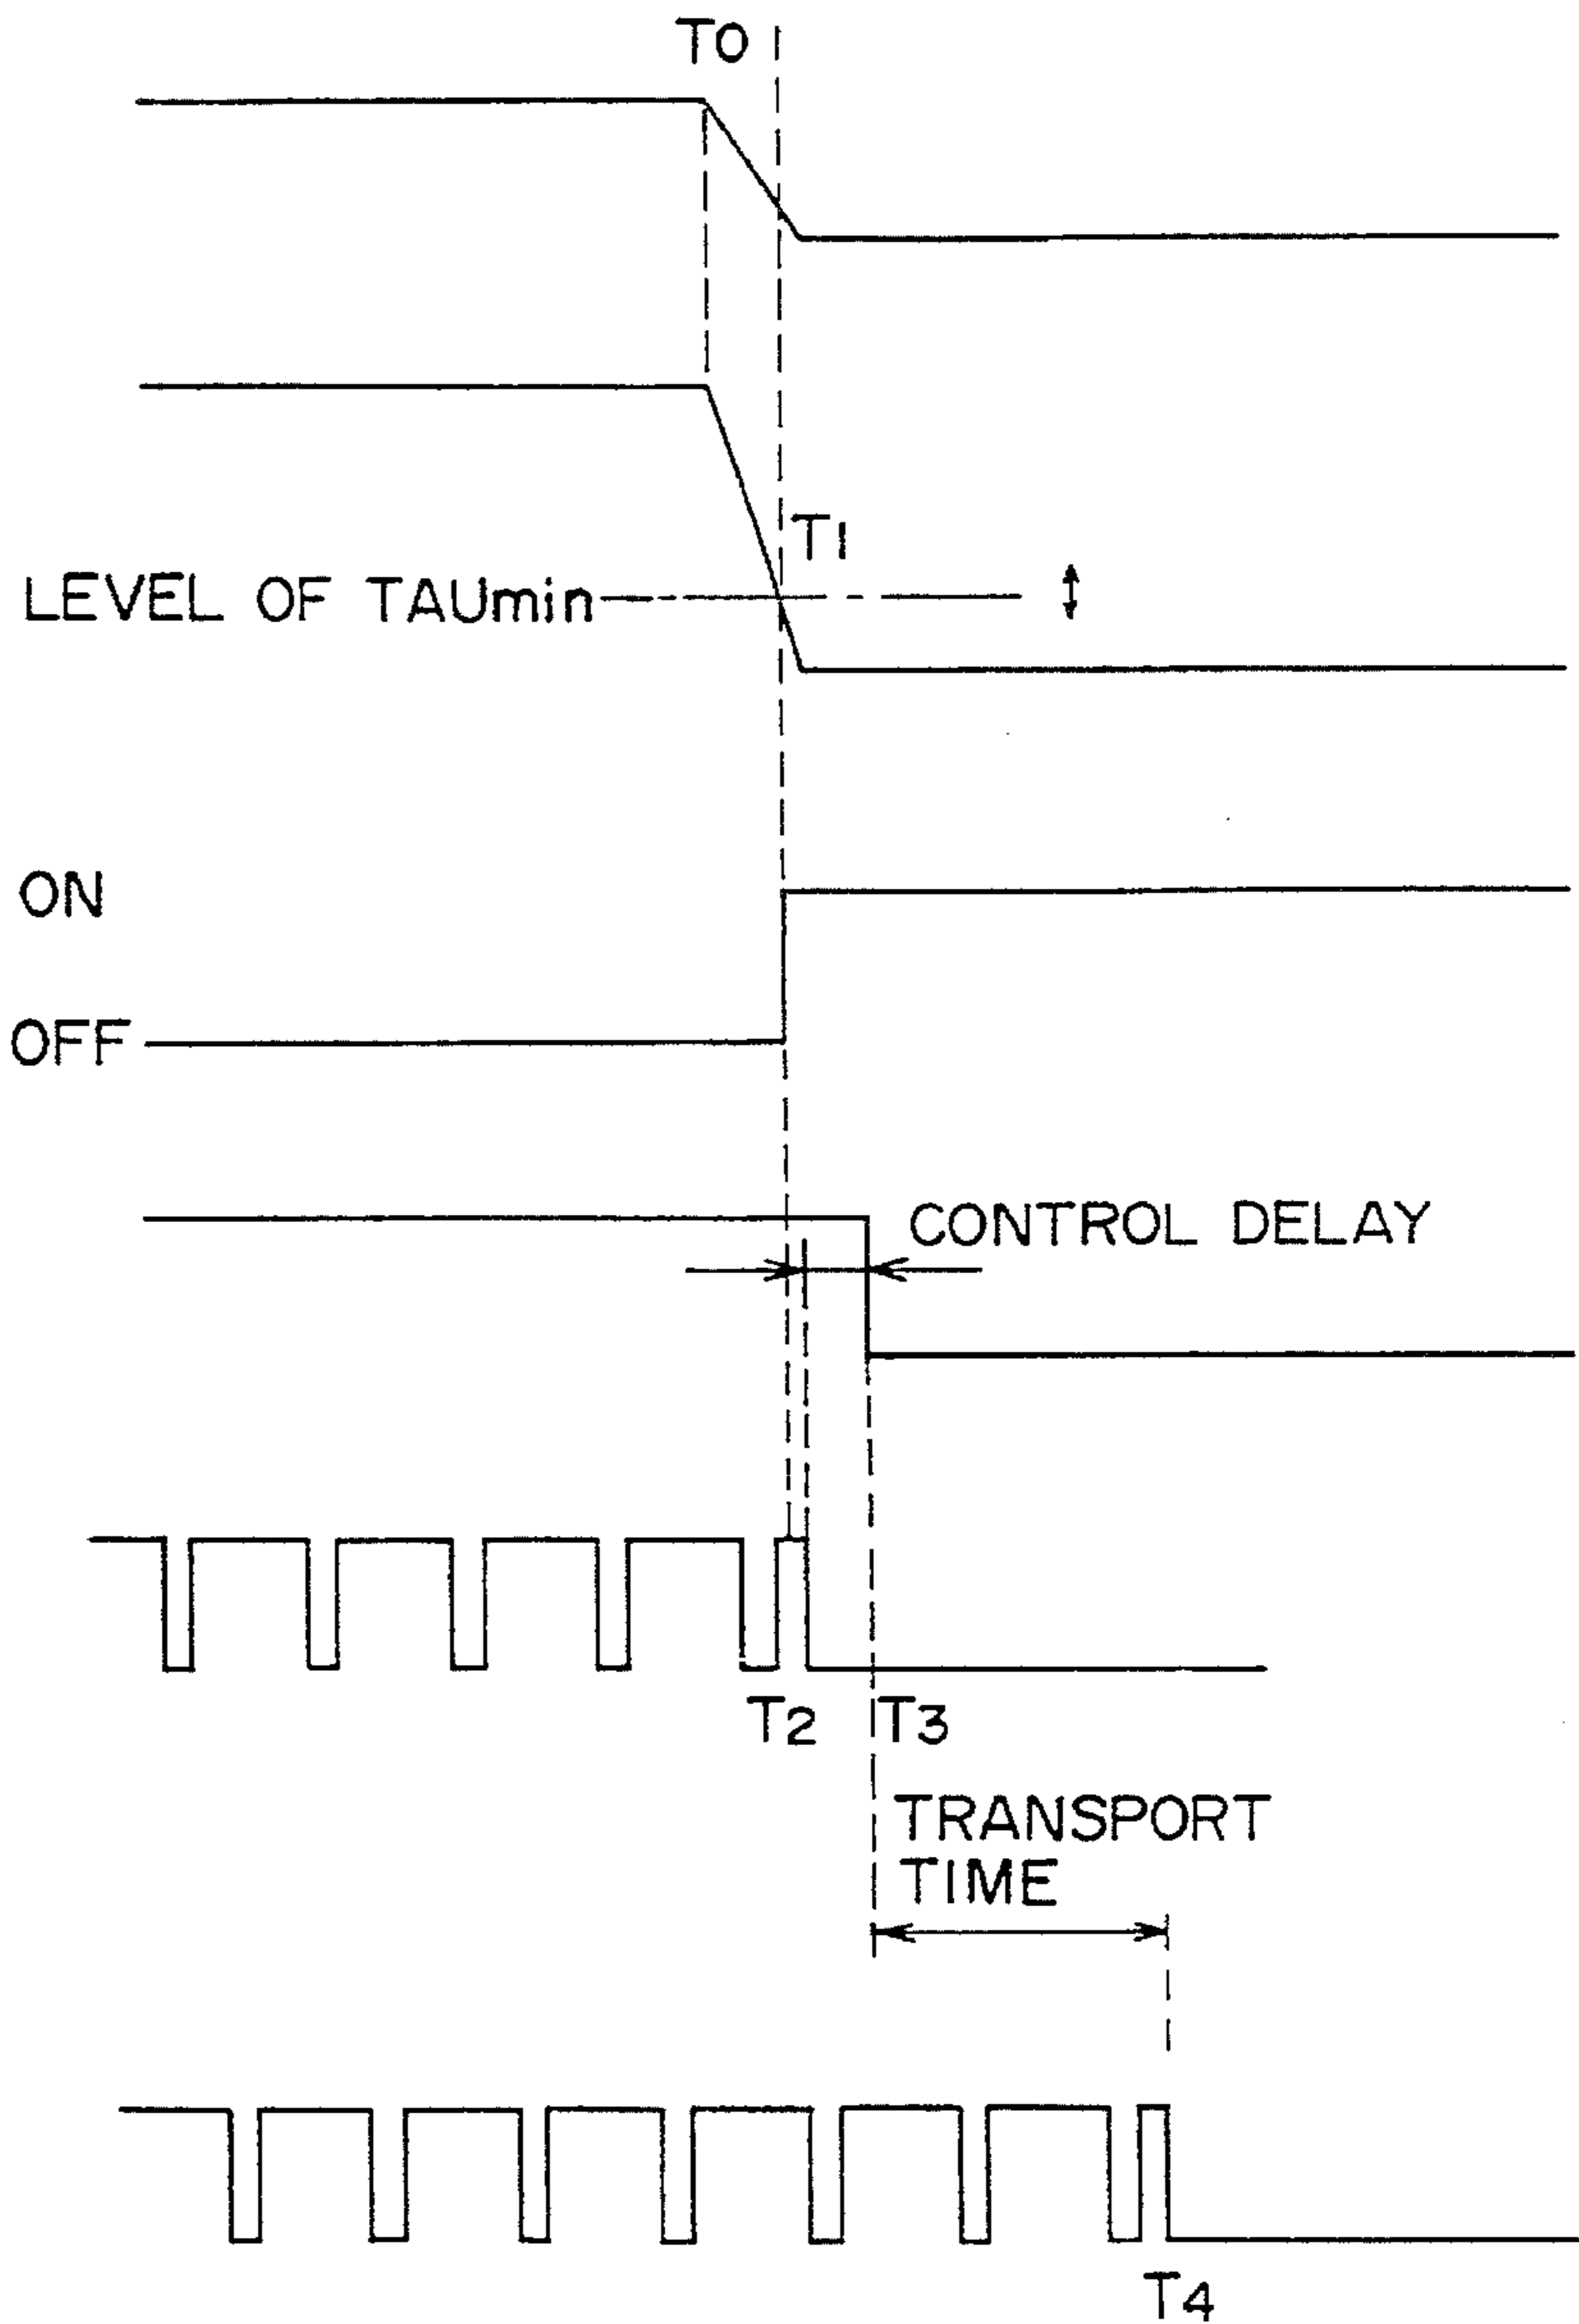 T0
T1
LEVEL OF TAUmin
ON
OFF
CONTROL DELAY
T2
T3
TRANSPORT
TIME
T4